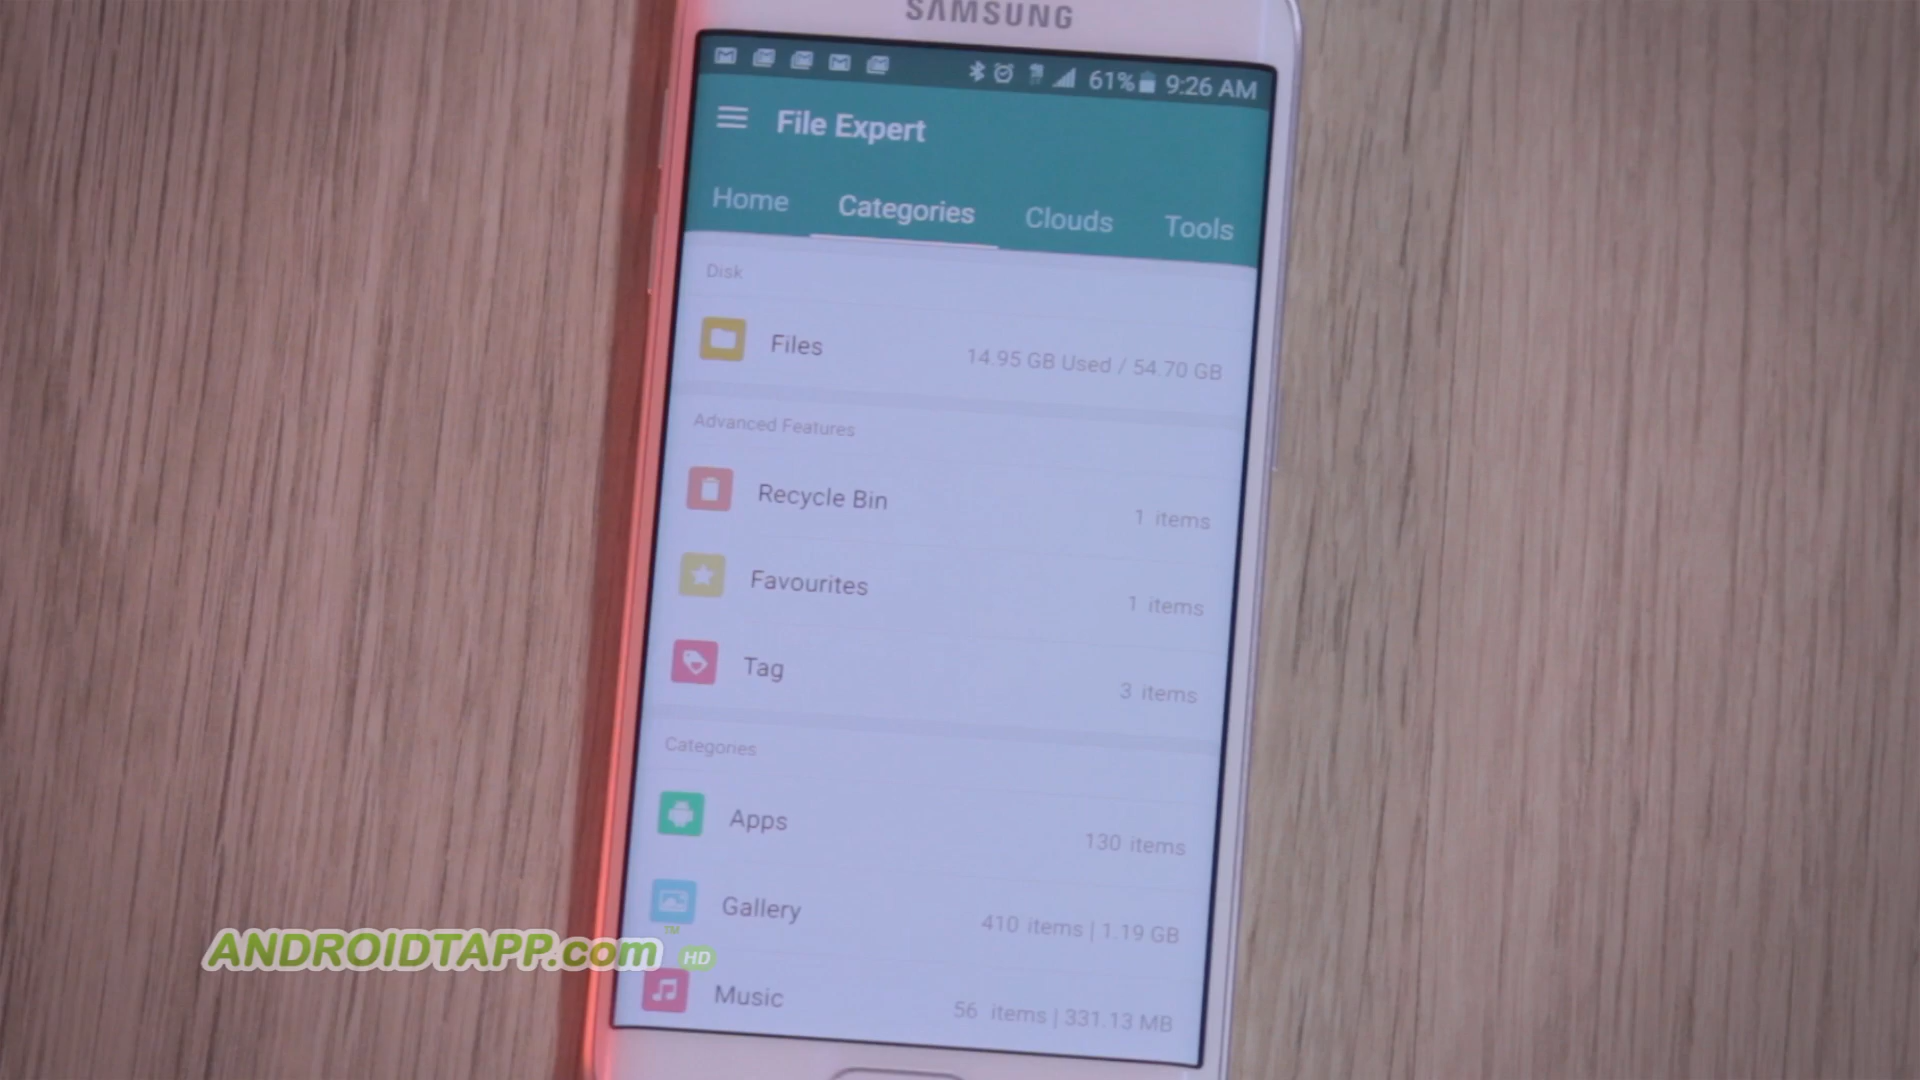 SAMSUNG
61% 9:26 AM
File Expert
Home Categories Clouds Tools
Disk
Files 14.95 GB Used / 54.70 GB
Advanced Features
Recycle Bin 1 items
Favourites 1 items
Tag 3 items
Categories
Apps 130 items
Gallery 410 items | 1.19 GB
ANDROIDTAPP.com™ HD
Music 56 items | 331.13 MB